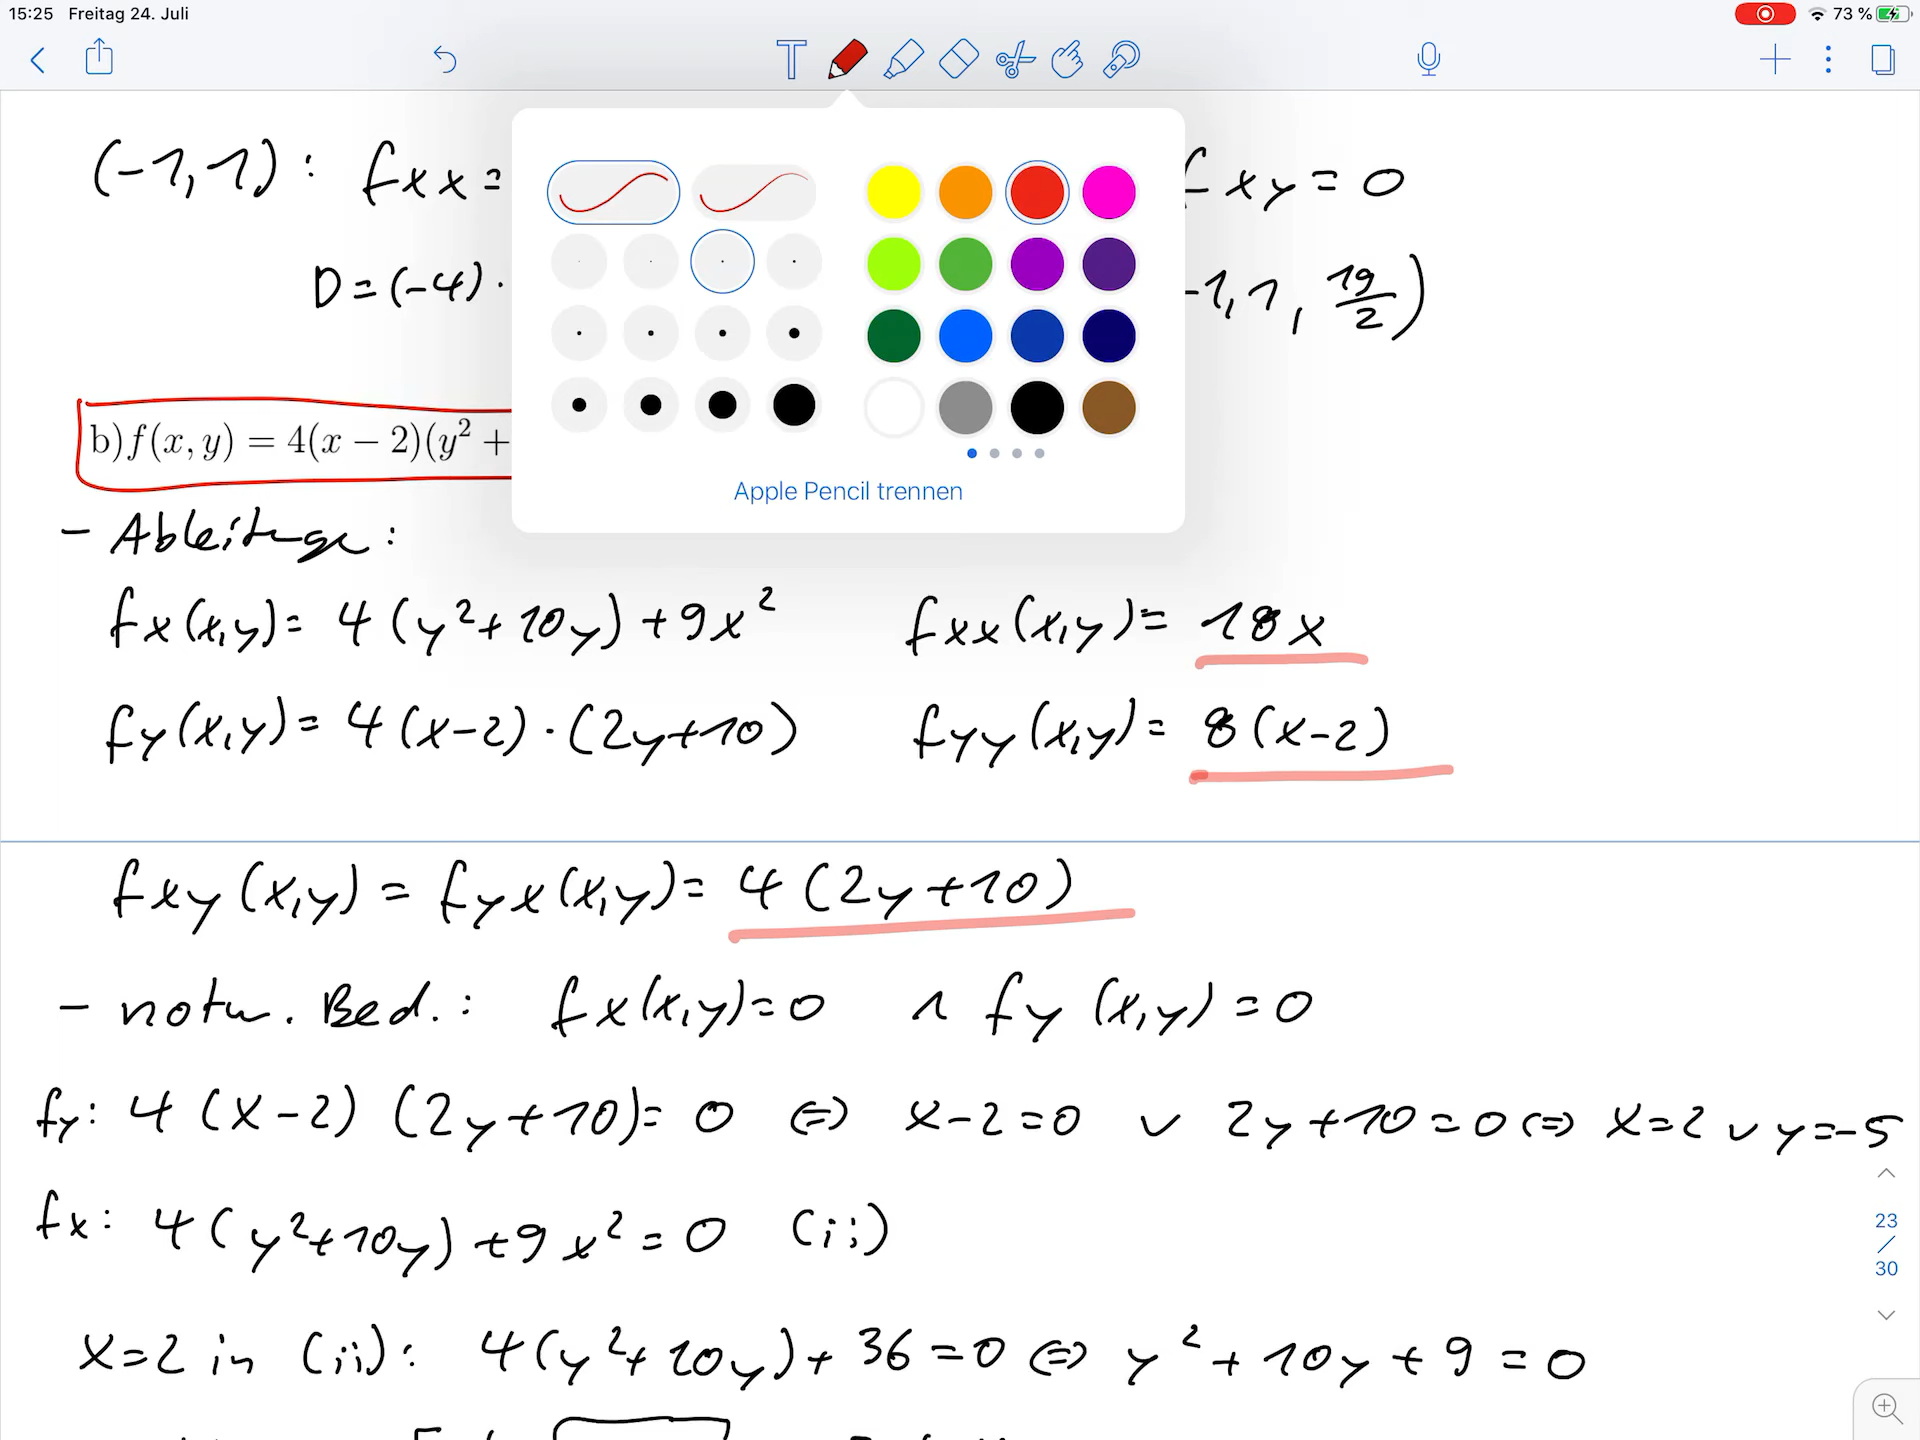 15:25 Freitag 24. Juli 73 %
(-1,1): fxx= fxy=0
D=(-4)· -1,1, 19/2)
b)f(x, y) = 4(x − 2)(y² +
Apple Pencil trennen
- Ableitunge:
fx(x,y)= 4(y²+10y)+9x² fxx(x,y)= 18x
fy(x,y)= 4(x-2)·(2y+10) fyy(x,y)= 8(x-2)
fxy(x,y) = fyx(x,y)= 4(2y+10)
- notw. Bed.: fx(x,y)=0 ∧ fy(x,y)=0
fy: 4(x-2)(2y+10)=0 ⇔ x-2=0 ∨ 2y+10=0 ⇔ x=2 ∨ y=-5
fx: 4(y²+10y)+9x²=0 (ii)
23
/
30
x=2 in (ii): 4(y²+10y)+36=0 ⇔ y²+10y+9=0